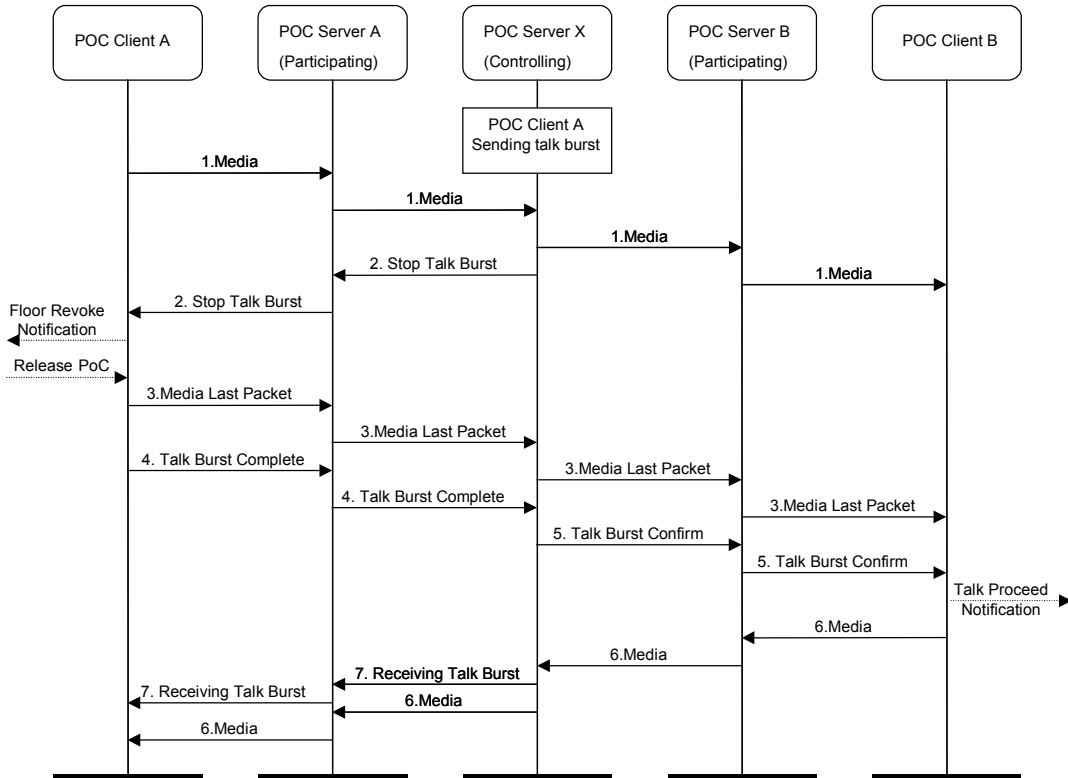 POC Client A
POC Server A
(Participating)
POC Server X
(Controlling)
POC Server B
(Participating)
POC Client B
POC Client A
Sending talk burst
1.Media
1.Media
1.Media
2. Stop Talk Burst
1.Media
2. Stop Talk Burst
Floor Revoke
Notification
Release PoC
3.Media Last Packet
3.Media Last Packet
4. Talk Burst Complete
3.Media Last Packet
4. Talk Burst Complete
3.Media Last Packet
5. Talk Burst Confirm
5. Talk Burst Confirm
Talk Proceed
Notification
6.Media
6.Media
7. Receiving Talk Burst
7. Receiving Talk Burst
6.Media
6.Media